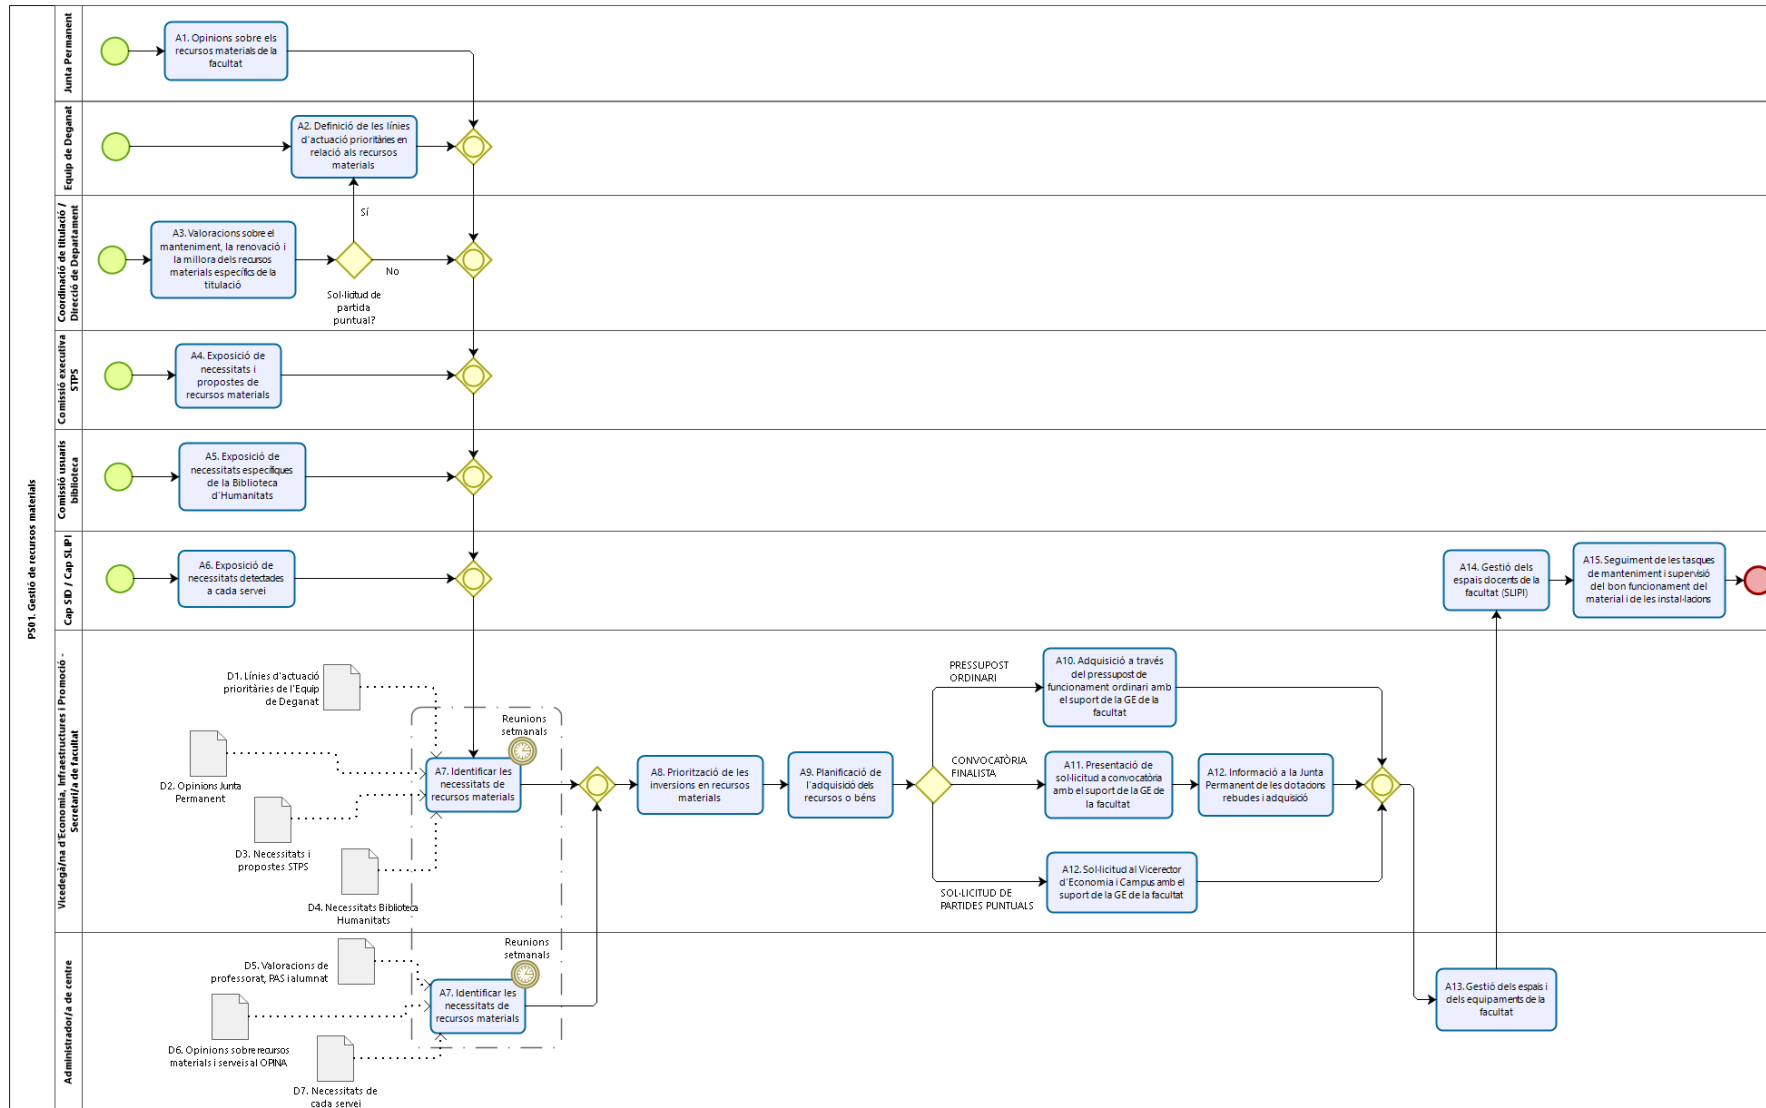 PS01. Gestió de recursos materials
Junta Permanent
A1. Opinions sobre els
recursos materials de la
facultat
Equip de Deganat
A2. Definició de les línies
d'actuació prioritàries en
relació als recursos
materials
Coordinació de titulació /
Direcció de Departament
A3. Valoracions sobre el
manteniment, la renovació i
la millora dels recursos
materials específics de la
titulació
Sí
No
Sol·licitud de
partida
puntual?
Comissió executiva
STPS
A4. Exposició de
necessitats i
propostes de
recursos materials
Comissió usuaris
biblioteca
A5. Exposició de
necessitats específiques
de la Biblioteca
d'Humanitats
Cap SID / Cap SLIPI
A6. Exposició de
necessitats detectades
a cada servei
A14. Gestió dels
espais docents de la
facultat (SLIPI)
A15. Seguiment de les tasques
de manteniment i supervisió
del bon funcionament del
material i de les instal·lacions
Vicedegà/na d'Economia, Infraestructures i Promoció -
Secretari/a de facultat
D1. Línies d'actuació
prioritàries de l'Equip
de Deganat
D2. Opinions Junta
Permanent
D3. Necessitats i
propostes STPS
D4. Necessitats Biblioteca
Humanitats
Reunions
setmanals
A7. Identificar les
necessitats de
recursos materials
A8. Priorització de les
inversions en recursos
materials
A9. Planificació de
l'adquisició dels
recursos o béns
PRESSUPOST
ORDINARI
A10. Adquisició a través
del pressupost de
funcionament ordinari amb
el suport de la GE de la
facultat
CONVOCATÒRIA
FINALISTA
A11. Presentació de
sol·licitud a convocatòria
amb el suport de la GE de
la facultat
A12. Informació a la Junta
Permanent de les dotacions
rebudes i adquisició
SOL·LICITUD DE
PARTIDES PUNTUALS
A12. Sol·licitud al Vicerector
d'Economia i Campus amb el
suport de la GE de la facultat
Administrador/a de centre
D5. Valoracions de
professorat, PAS ialumnat
D6. Opinions sobre recursos
materials i serveis al OPINA
D7. Necessitats de
cada servei
Reunions
setmanals
A7. Identificar les
necessitats de
recursos materials
A13. Gestió dels espais i
dels equipaments de la
facultat